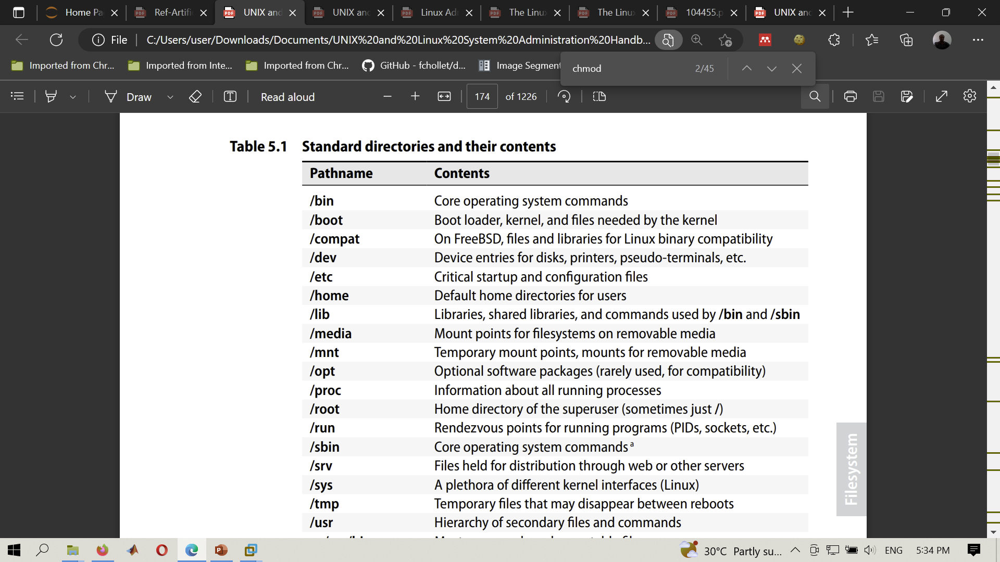 Home Pa
Ref-Artifi
UNIX and
UNIX and
Linux Ad
The Linu
The Linu
104455.p
UNIX an
File
C:/Users/user/Downloads/Documents/UNIX%20and%20Linux%20System%20Administration%20Handb...
Imported from Chr...
Imported from Inte...
Imported from Chr...
GitHub - fchollet/d...
Image Segment
chmod
2/45
Draw
Read aloud
174 of 1226
Table 5.1 Standard directories and their contents
Pathname Contents
/bin Core operating system commands
/boot Boot loader, kernel, and files needed by the kernel
/compat On FreeBSD, files and libraries for Linux binary compatibility
/dev Device entries for disks, printers, pseudo-terminals, etc.
/etc Critical startup and configuration files
/home Default home directories for users
/lib Libraries, shared libraries, and commands used by /bin and /sbin
/media Mount points for filesystems on removable media
/mnt Temporary mount points, mounts for removable media
/opt Optional software packages (rarely used, for compatibility)
/proc Information about all running processes
/root Home directory of the superuser (sometimes just /)
/run Rendezvous points for running programs (PIDs, sockets, etc.)
/sbin Core operating system commands a
/srv Files held for distribution through web or other servers
/sys A plethora of different kernel interfaces (Linux)
/tmp Temporary files that may disappear between reboots
/usr Hierarchy of secondary files and commands
Filesystem
30°C Partly su...
ENG
5:34 PM